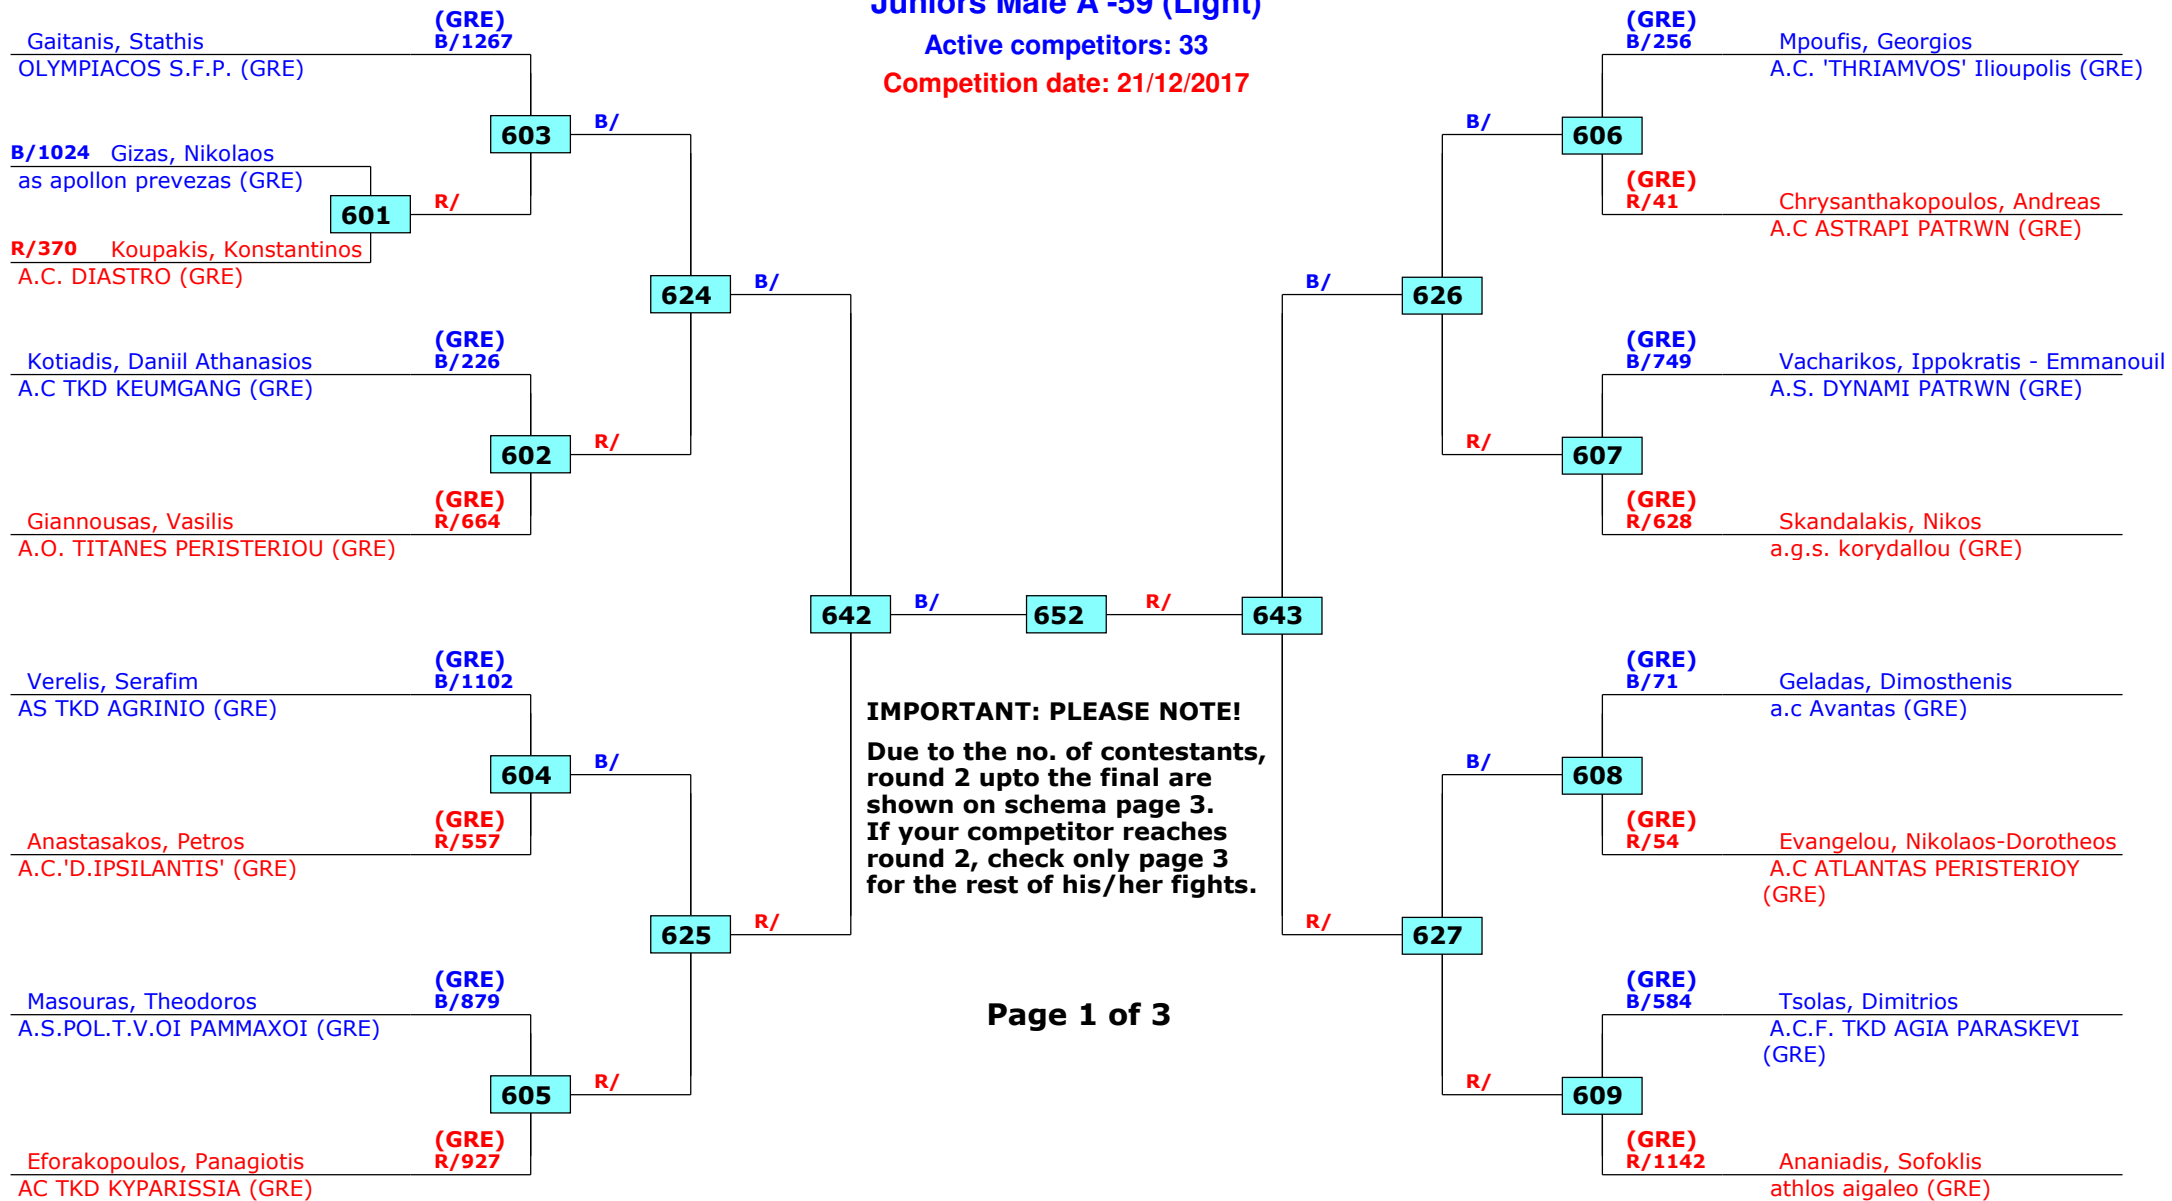 Juniors Male A -59 (Light)
Active competitors: 33
Competition date: 21/12/2017
(GRE)
Gaitanis, Stathis B/1267
OLYMPIACOS S.F.P. (GRE)
603
B/
B/1024 Gizas, Nikolaos
as apollon prevezas (GRE)
601
R/
R/370 Koupakis, Konstantinos
A.C. DIASTRO (GRE)
624
B/
(GRE)
Kotiadis, Daniil Athanasios B/226
A.C TKD KEUMGANG (GRE)
602
R/
(GRE)
Giannousas, Vasilis R/664
A.O. TITANES PERISTERIOU (GRE)
642
B/
652
R/
643
(GRE)
Verelis, Serafim B/1102
AS TKD AGRINIO (GRE)
604
B/
(GRE)
Anastasakos, Petros R/557
A.C.'D.IPSILANTIS' (GRE)
625
R/
(GRE)
Masouras, Theodoros B/879
A.S.POL.T.V.OI PAMMAXOI (GRE)
605
R/
(GRE)
Eforakopoulos, Panagiotis R/927
AC TKD KYPARISSIA (GRE)
IMPORTANT: PLEASE NOTE!
Due to the no. of contestants,
round 2 upto the final are
shown on schema page 3.
If your competitor reaches
round 2, check only page 3
for the rest of his/her fights.
Page 1 of 3
(GRE)
B/256 Mpoufis, Georgios
A.C. 'THRIAMVOS' Ilioupolis (GRE)
B/
606
(GRE)
R/41 Chrysanthakopoulos, Andreas
A.C ASTRAPI PATRWN (GRE)
B/
626
(GRE)
B/749 Vacharikos, Ippokratis - Emmanouil
A.S. DYNAMI PATRWN (GRE)
R/
607
(GRE)
R/628 Skandalakis, Nikos
a.g.s. korydallou (GRE)
(GRE)
B/71 Geladas, Dimosthenis
a.c Avantas (GRE)
B/
608
(GRE)
R/54 Evangelou, Nikolaos-Dorotheos
A.C ATLANTAS PERISTERIOY
(GRE)
R/
627
(GRE)
B/584 Tsolas, Dimitrios
A.C.F. TKD AGIA PARASKEVI
(GRE)
R/
609
(GRE)
R/1142 Ananiadis, Sofoklis
athlos aigaleo (GRE)